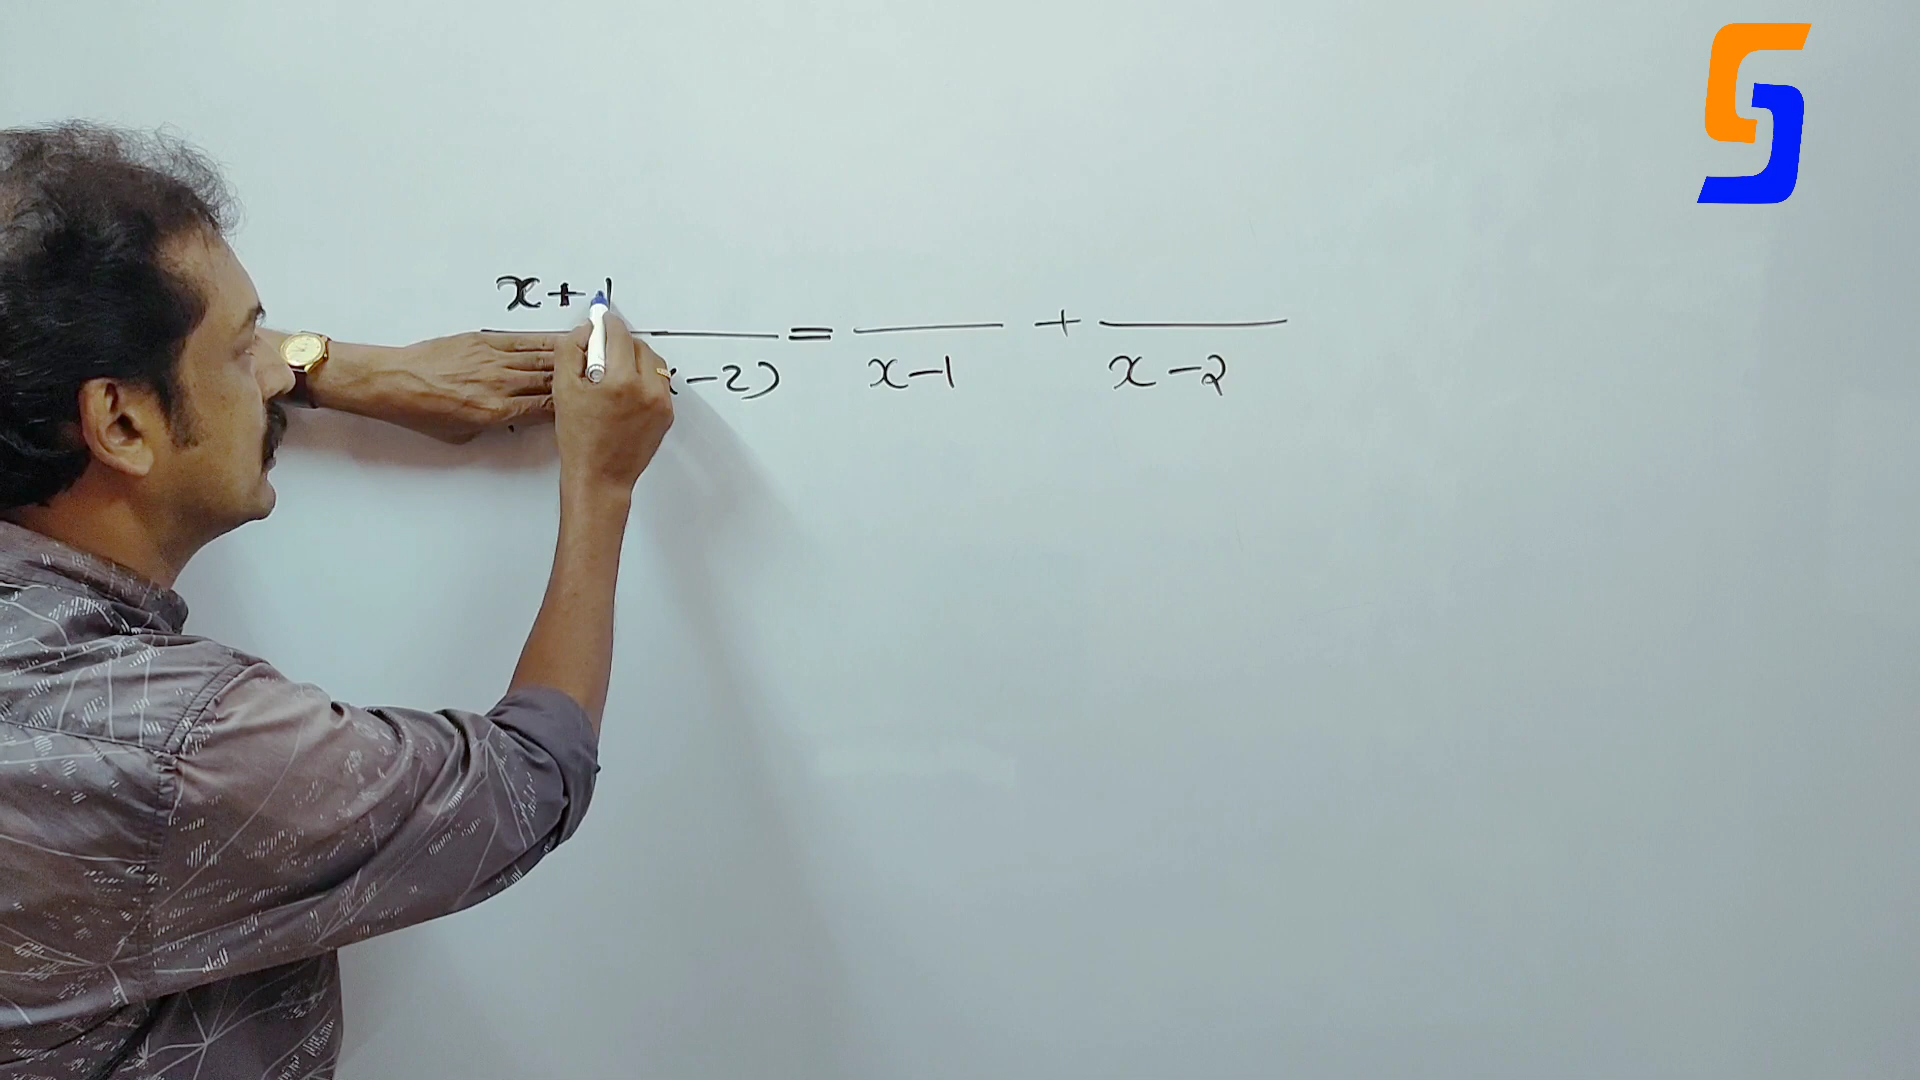 x+1
x-2) = x-1 + x-2